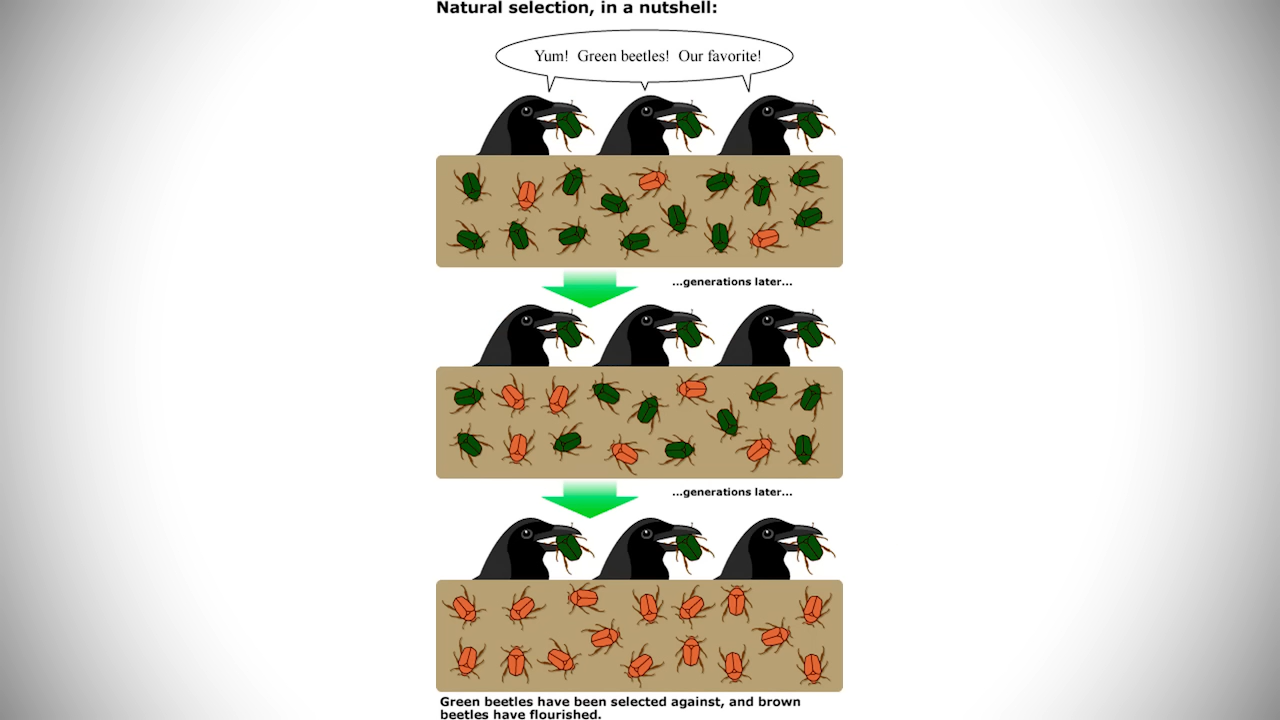 Natural selection, in a nutshell:
Yum! Green beetles! Our favorite!
...generations later...
...generations later...
Green beetles have been selected against, and brown
beetles have flourished.